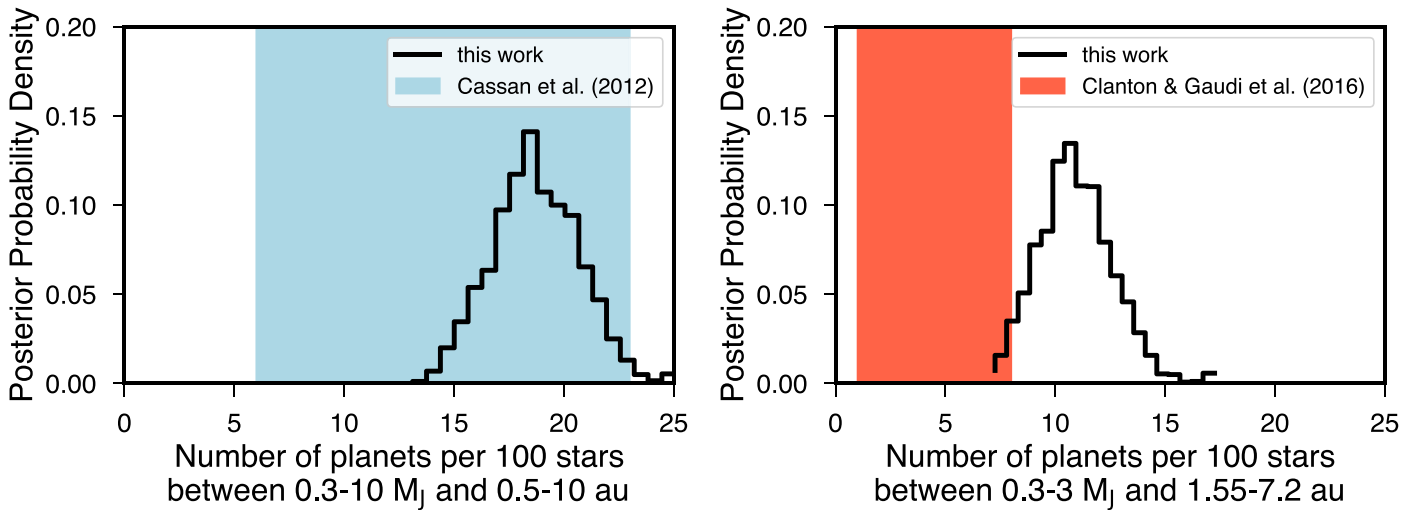 Posterior Probability Density
0.20
0.15
0.10
0.05
0.00
0
5
10
15
20
25
this work
Cassan et al. (2012)
Number of planets per 100 stars
between 0.3-10 MJ and 0.5-10 au
Posterior Probability Density
0.20
0.15
0.10
0.05
0.00
0
5
10
15
20
25
this work
Clanton & Gaudi et al. (2016)
Number of planets per 100 stars
between 0.3-3 MJ and 1.55-7.2 au